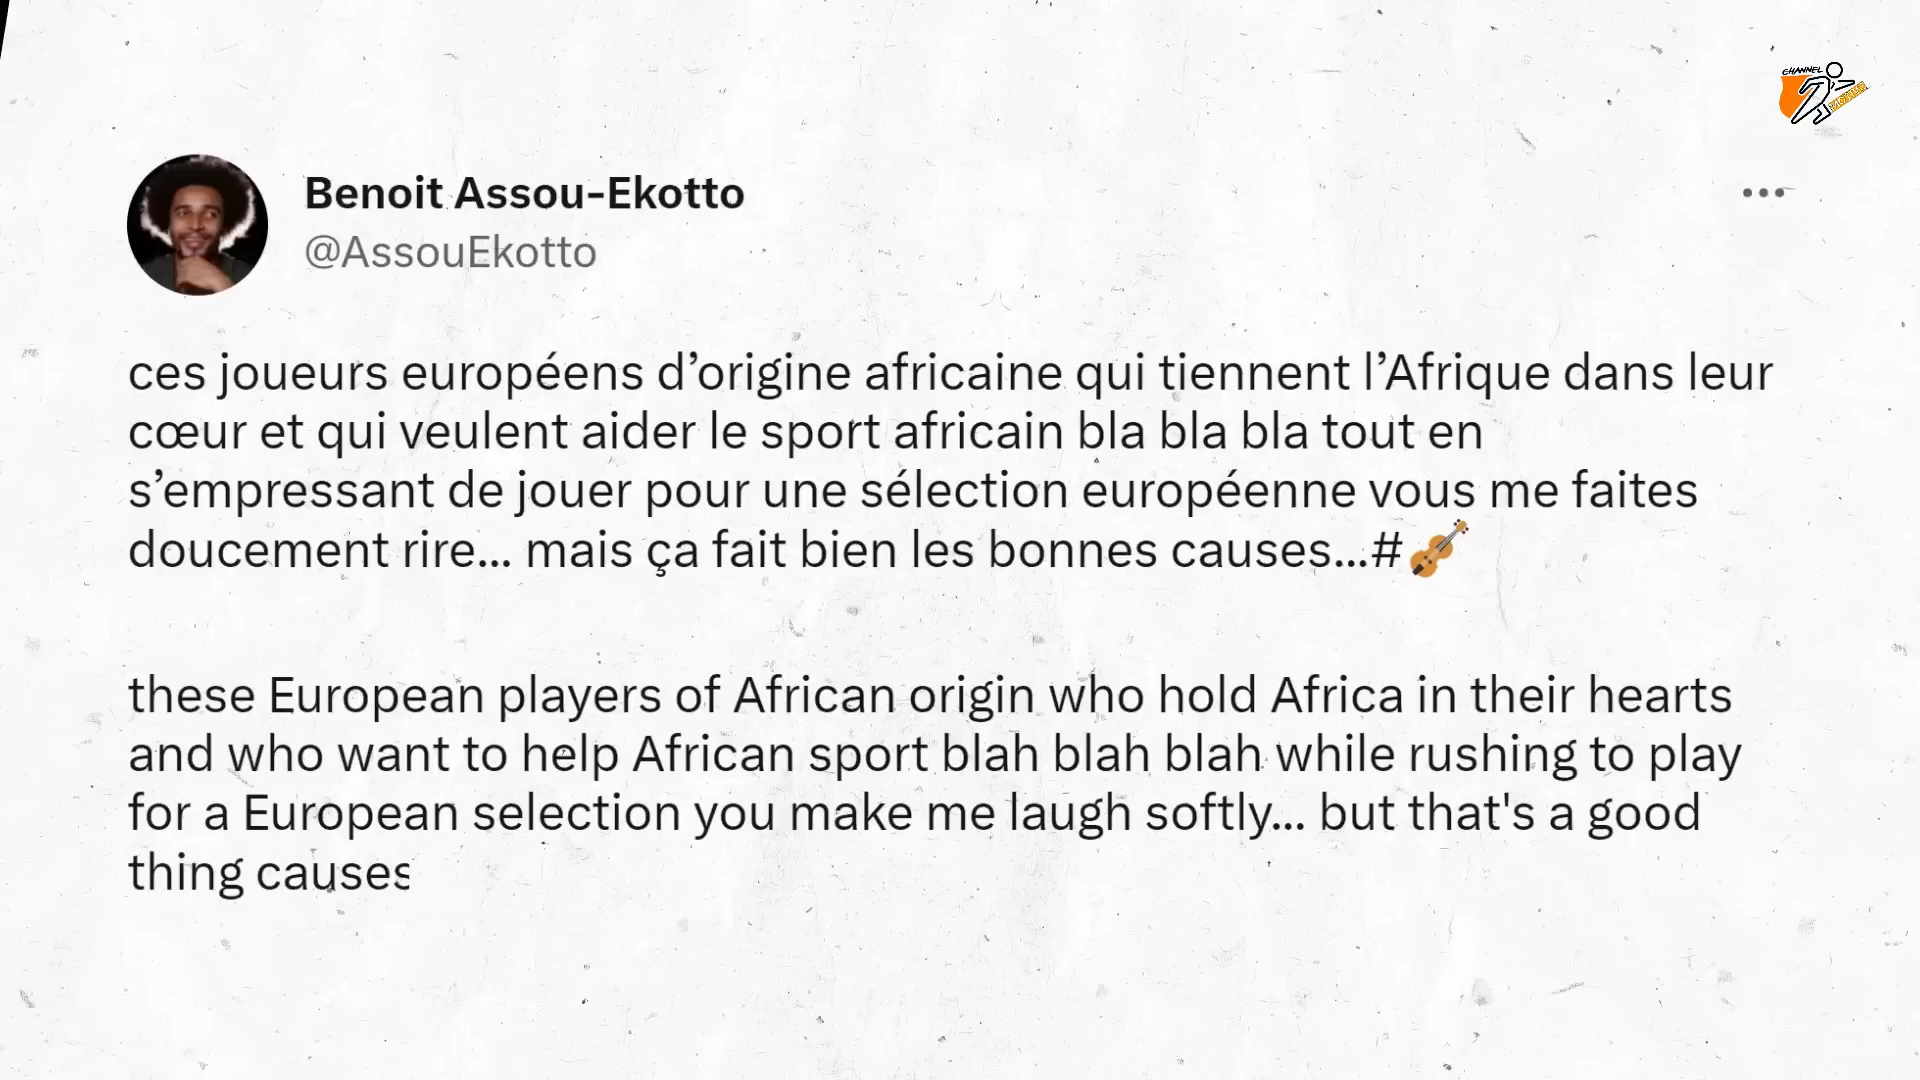 CHANNEL
Benoit Assou-Ekotto
@AssouEkotto
ces joueurs européens d’origine africaine qui tiennent l’Afrique dans leur
cœur et qui veulent aider le sport africain bla bla bla tout en
s’empressant de jouer pour une sélection européenne vous me faites
doucement rire... mais ça fait bien les bonnes causes...#🎻
these European players of African origin who hold Africa in their hearts
and who want to help African sport blah blah blah while rushing to play
for a European selection you make me laugh softly... but that's a good
thing causes